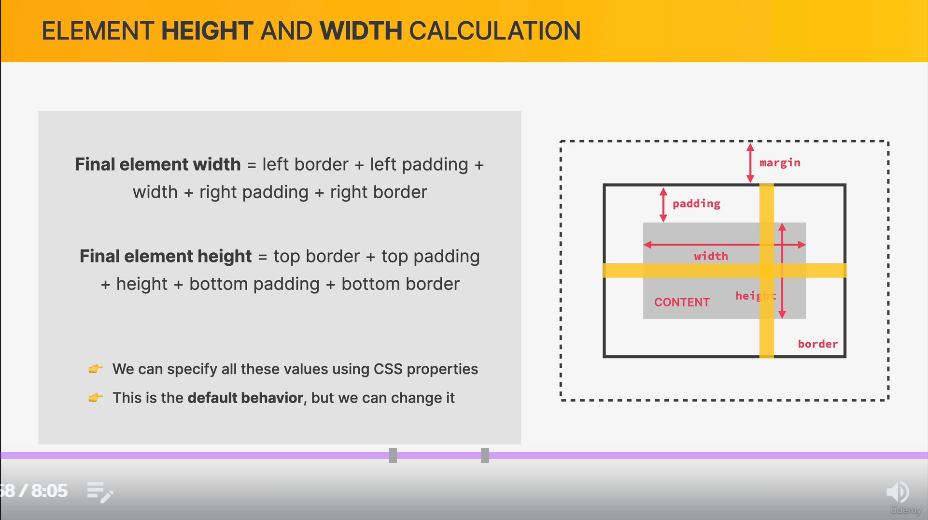 ELEMENT HEIGHT AND WIDTH CALCULATION
Final element width = left border + left padding +
width + right padding + right border
Final element height = top border + top padding
+ height + bottom padding + bottom border
👉 We can specify all these values using CSS properties
👉 This is the default behavior, but we can change it
margin
padding
width
height
CONTENT
border
58 / 8:05
ûdemy